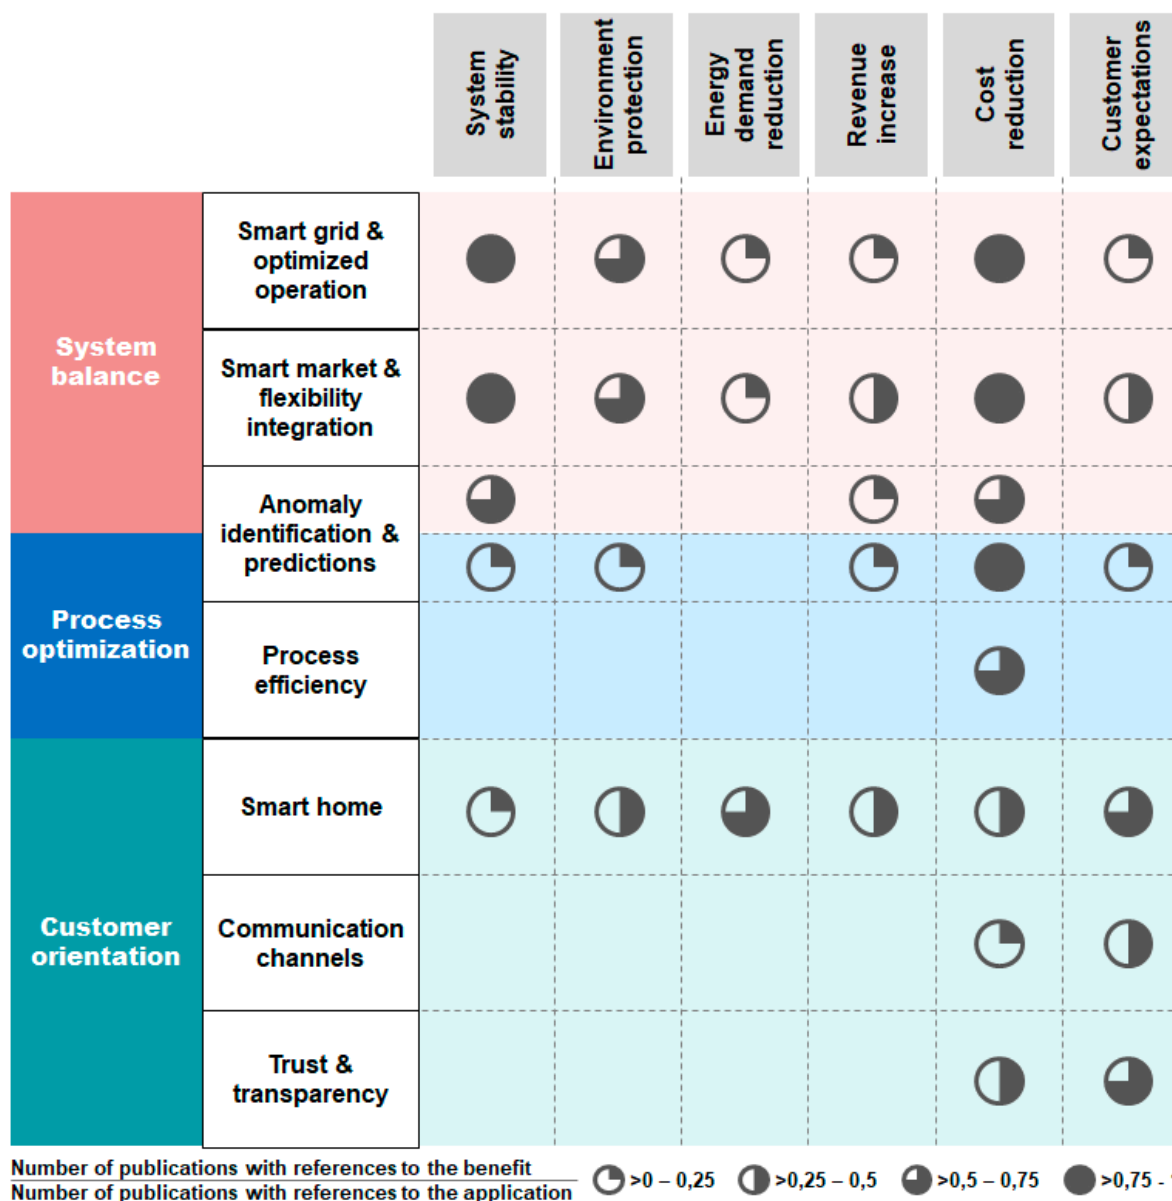 System
stability
Environment
protection
Energy
demand
reduction
Revenue
increase
Cost
reduction
Customer
expectations
System
balance
Smart grid &
optimized
operation
Smart market &
flexibility
integration
Anomaly
identification &
predictions
Process
optimization
Process
efficiency
Customer
orientation
Smart home
Communication
channels
Trust &
transparency
Number of publications with references to the benefit
Number of publications with references to the application
>0 – 0,25
>0,25 – 0,5
>0,5 – 0,75
>0,75 -